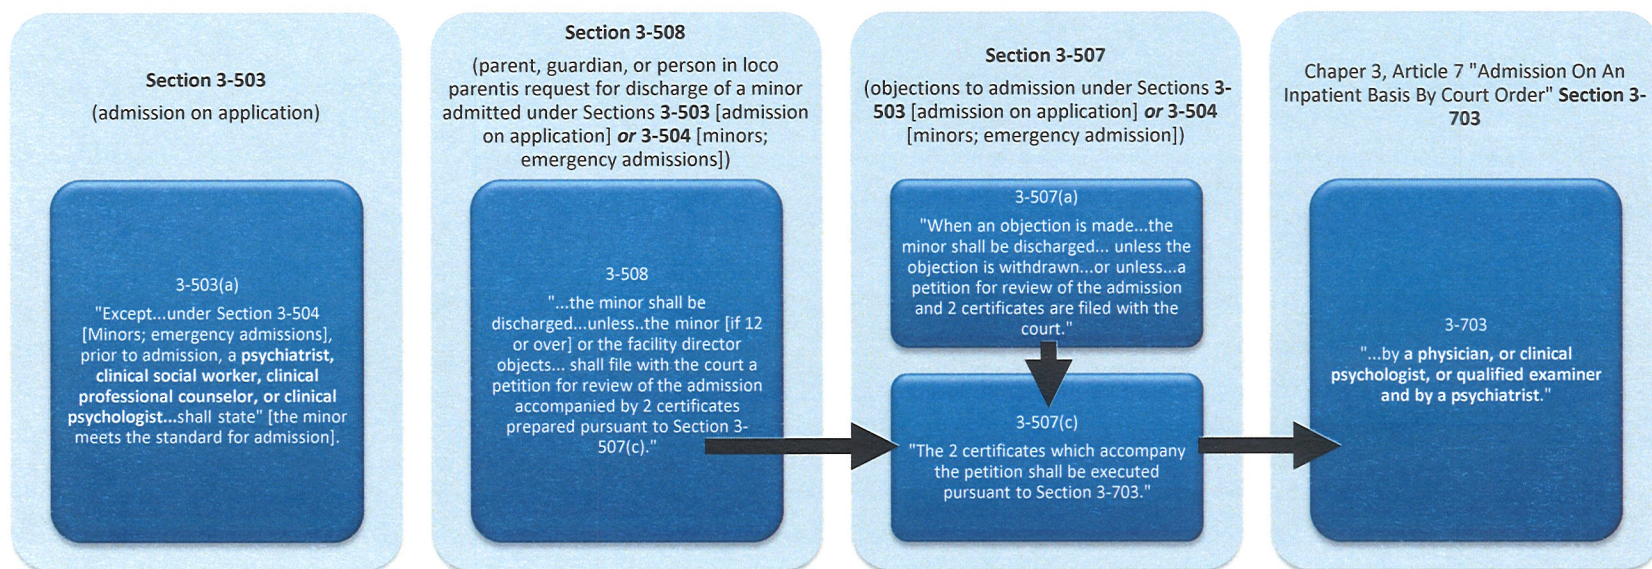 Section 3-503
(admission on application)
3-503(a)
"Except...under Section 3-504
[Minors; emergency admissions],
prior to admission, a psychiatrist,
clinical social worker, clinical
professional counselor, or clinical
psychologist...shall state" [the minor
meets the standard for admission].
Section 3-508
(parent, guardian, or person in loco
parentis request for discharge of a minor
admitted under Sections 3-503 [admission
on application] or 3-504 [minors;
emergency admissions])
3-508
"...the minor shall be
discharged...unless..the minor [if 12
or over] or the facility director
objects... shall file with the court a
petition for review of the admission
accompanied by 2 certificates
prepared pursuant to Section 3-
507(c)."
Section 3-507
(objections to admission under Sections 3-
503 [admission on application] or 3-504
[minors; emergency admission])
3-507(a)
"When an objection is made...the
minor shall be discharged... unless the
objection is withdrawn...or unless...a
petition for review of the admission
and 2 certificates are filed with the
court."
3-507(c)
"The 2 certificates which accompany
the petition shall be executed
pursuant to Section 3-703."
Chaper 3, Article 7 "Admission On An
Inpatient Basis By Court Order" Section 3-
703
3-703
"...by a physician, or clinical
psychologist, or qualified examiner
and by a psychiatrist."